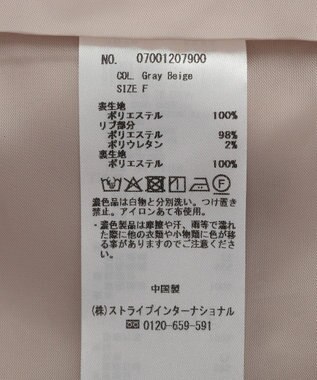 NO. 07001207900
COL. Gray Beige
SIZE F
表生地
ポリエステル 100%
リブ部分
ポリエステル 98%
ポリウレタン 2%
裏生地
ポリエステル 100%
濃色品は白物と分別洗い。つけ置き
禁止。アイロンあて布使用。
・濃色製品は摩擦や汗、雨等で濡れ
た際に他の衣類や小物類に色が移
る事がありますのでご注意くださ
い。
中国製
(株)ストライプインターナショナル
0120-659-591